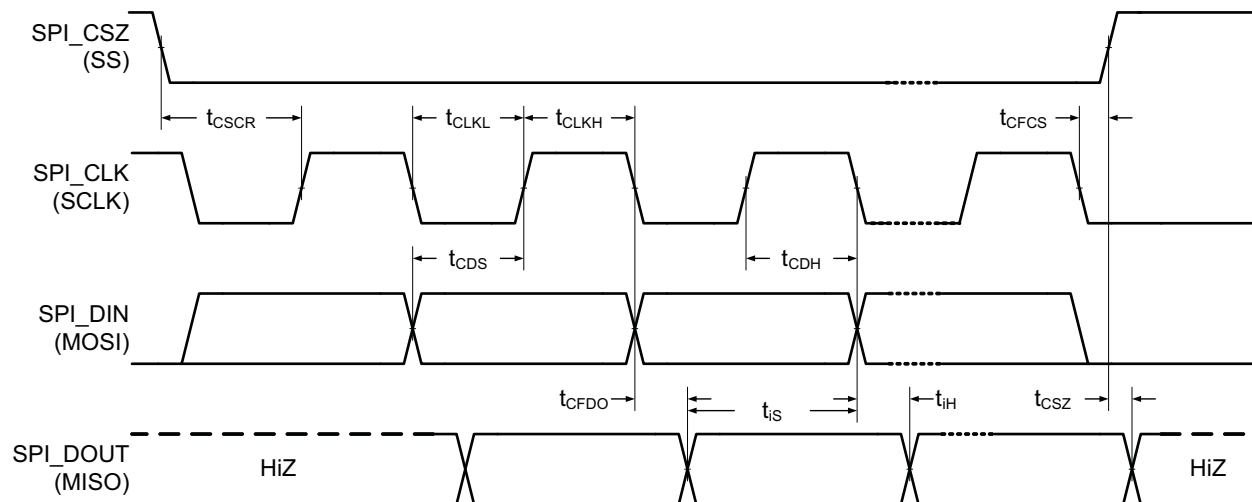 SPI_CSZ
(SS)
tCSCR
tCLKL
tCLKH
tCFCS
SPI_CLK
(SCLK)
tCDS
tCDH
SPI_DIN
(MOSI)
tCFDO
tiS
tiH
tCSZ
SPI_DOUT
(MISO)
HiZ
HiZ